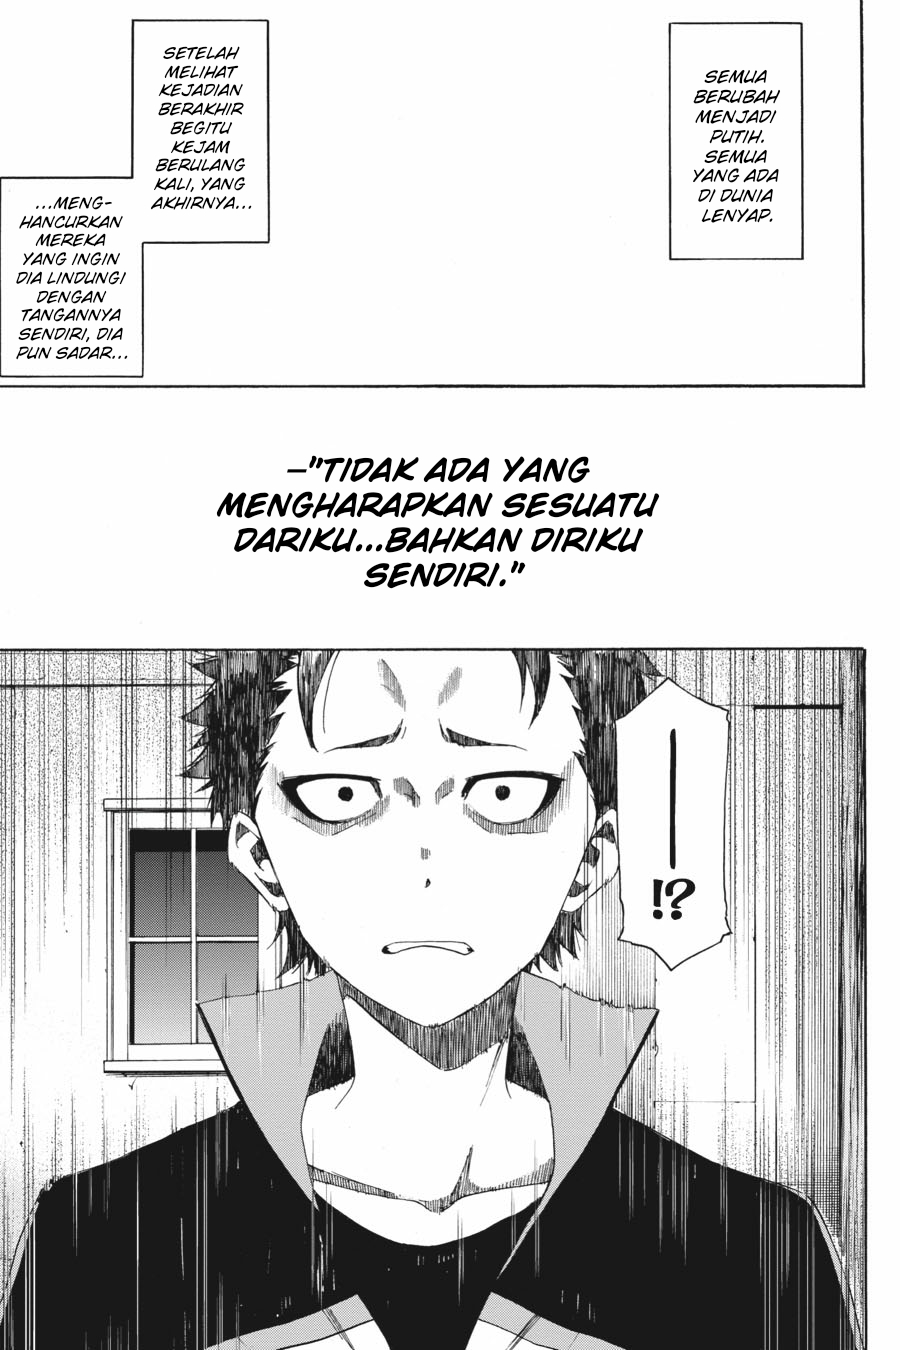 SEMUA
BERUBAH
MENJADI
PUTIH.
SEMUA
YANG ADA
DI DUNIA
LENYAP.
SETELAH
MELIHAT
KEJADIAN
BERAKHIR
BEGITU
KEJAM
BERULANG
KALI, YANG
AKHIRNYA...
...MENG-
HANCURKAN
MEREKA
YANG INGIN
DIA LINDUNGI
DENGAN
TANGANNYA
SENDIRI, DIA
PUN SADAR...
—"TIDAK ADA YANG
MENGHARAPKAN SESUATU
DARIKU...BAHKAN DIRIKU
SENDIRI."
—
!?